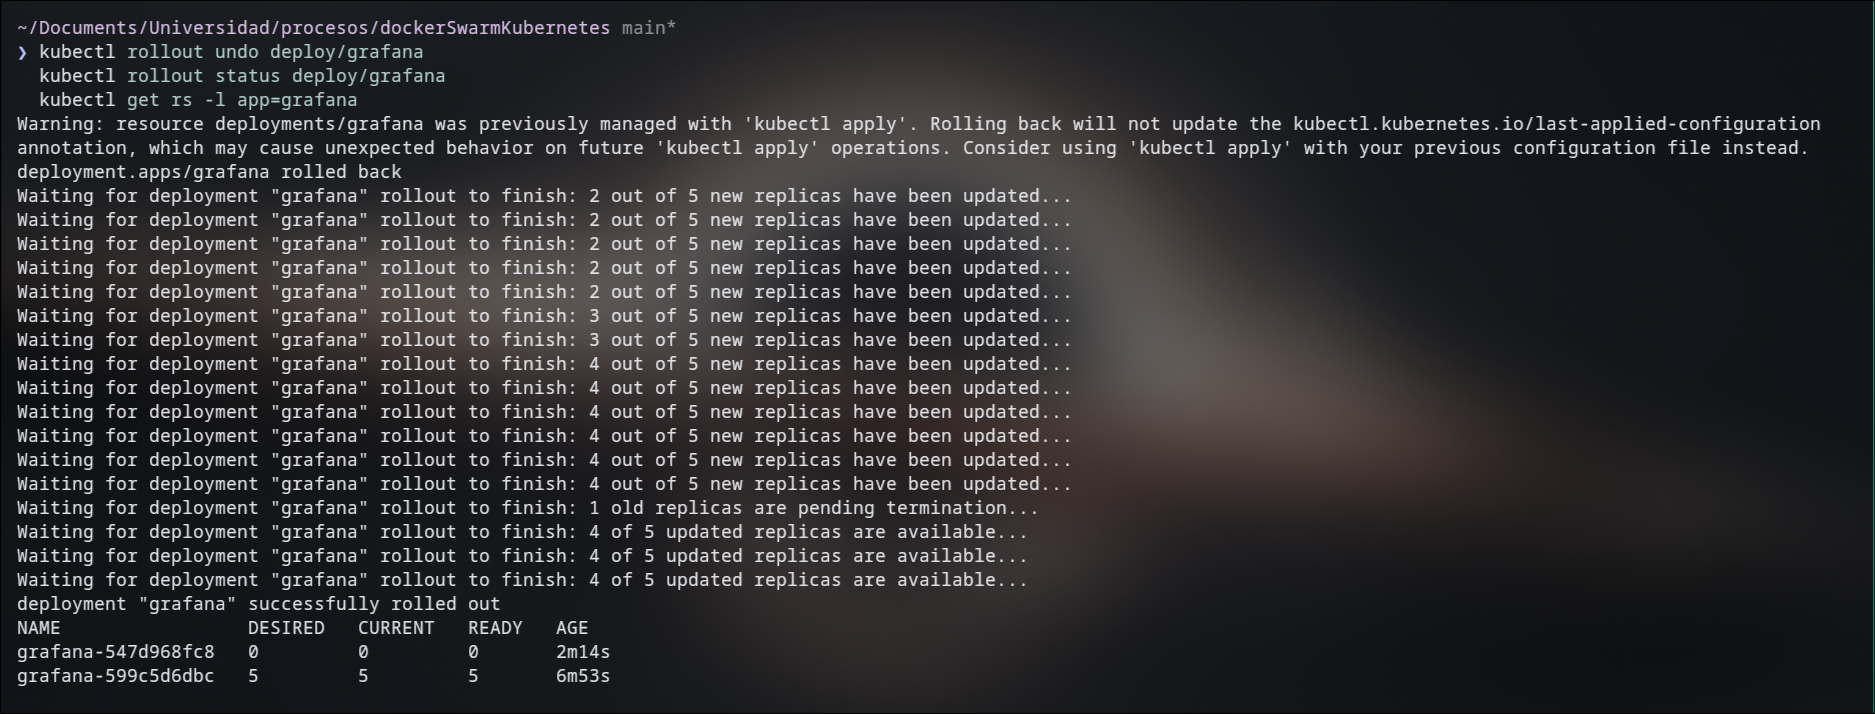 ~/Documents/Universidad/procesos/dockerSwarmKubernetes main*
❯ kubectl rollout undo deploy/grafana
  kubectl rollout status deploy/grafana
  kubectl get rs -l app=grafana
Warning: resource deployments/grafana was previously managed with 'kubectl apply'. Rolling back will not update the kubectl.kubernetes.io/last-applied-configuration
annotation, which may cause unexpected behavior on future 'kubectl apply' operations. Consider using 'kubectl apply' with your previous configuration file instead.
deployment.apps/grafana rolled back
Waiting for deployment "grafana" rollout to finish: 2 out of 5 new replicas have been updated...
Waiting for deployment "grafana" rollout to finish: 2 out of 5 new replicas have been updated...
Waiting for deployment "grafana" rollout to finish: 2 out of 5 new replicas have been updated...
Waiting for deployment "grafana" rollout to finish: 2 out of 5 new replicas have been updated...
Waiting for deployment "grafana" rollout to finish: 2 out of 5 new replicas have been updated...
Waiting for deployment "grafana" rollout to finish: 3 out of 5 new replicas have been updated...
Waiting for deployment "grafana" rollout to finish: 3 out of 5 new replicas have been updated...
Waiting for deployment "grafana" rollout to finish: 4 out of 5 new replicas have been updated...
Waiting for deployment "grafana" rollout to finish: 4 out of 5 new replicas have been updated...
Waiting for deployment "grafana" rollout to finish: 4 out of 5 new replicas have been updated...
Waiting for deployment "grafana" rollout to finish: 4 out of 5 new replicas have been updated...
Waiting for deployment "grafana" rollout to finish: 4 out of 5 new replicas have been updated...
Waiting for deployment "grafana" rollout to finish: 4 out of 5 new replicas have been updated...
Waiting for deployment "grafana" rollout to finish: 1 old replicas are pending termination...
Waiting for deployment "grafana" rollout to finish: 4 of 5 updated replicas are available...
Waiting for deployment "grafana" rollout to finish: 4 of 5 updated replicas are available...
Waiting for deployment "grafana" rollout to finish: 4 of 5 updated replicas are available...
deployment "grafana" successfully rolled out
NAME                 DESIRED   CURRENT   READY   AGE
grafana-547d968fc8   0         0         0       2m14s
grafana-599c5d6dbc   5         5         5       6m53s